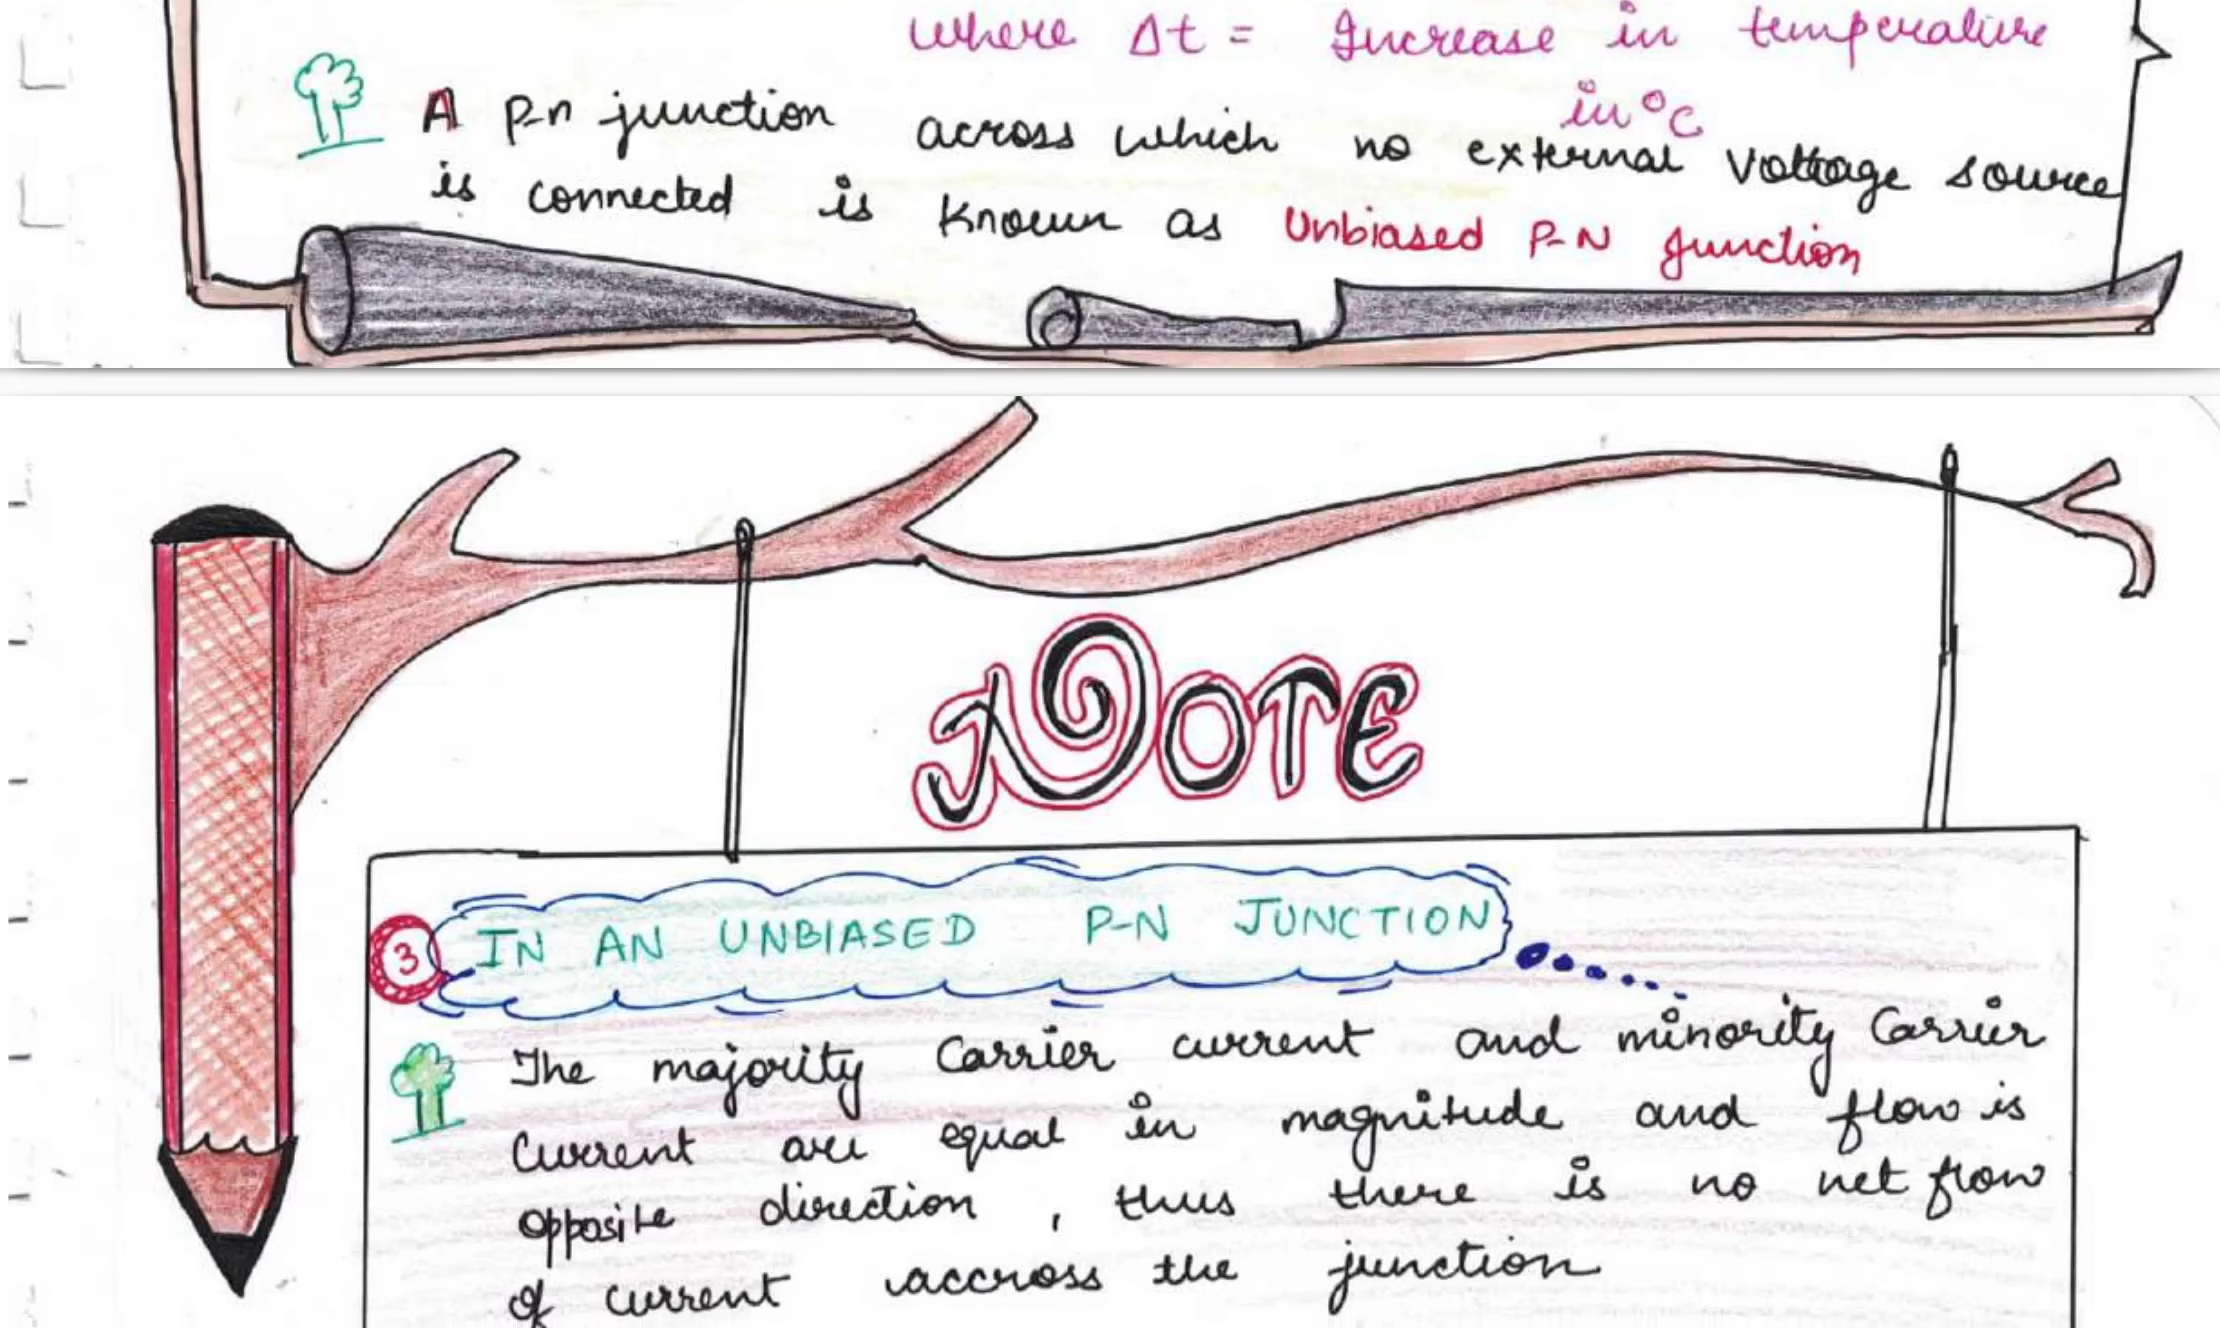 where Δt = Increase in temperature
in °C
A p-n junction across which no external voltage source
is connected is known as Unbiased P-N Junction
NOTE
3 IN AN UNBIASED P-N JUNCTION
The majority Carrier current and minority Carrier
Current are equal in magnitude and flow is
opposite direction, thus there is no net flow
of current accross the junction